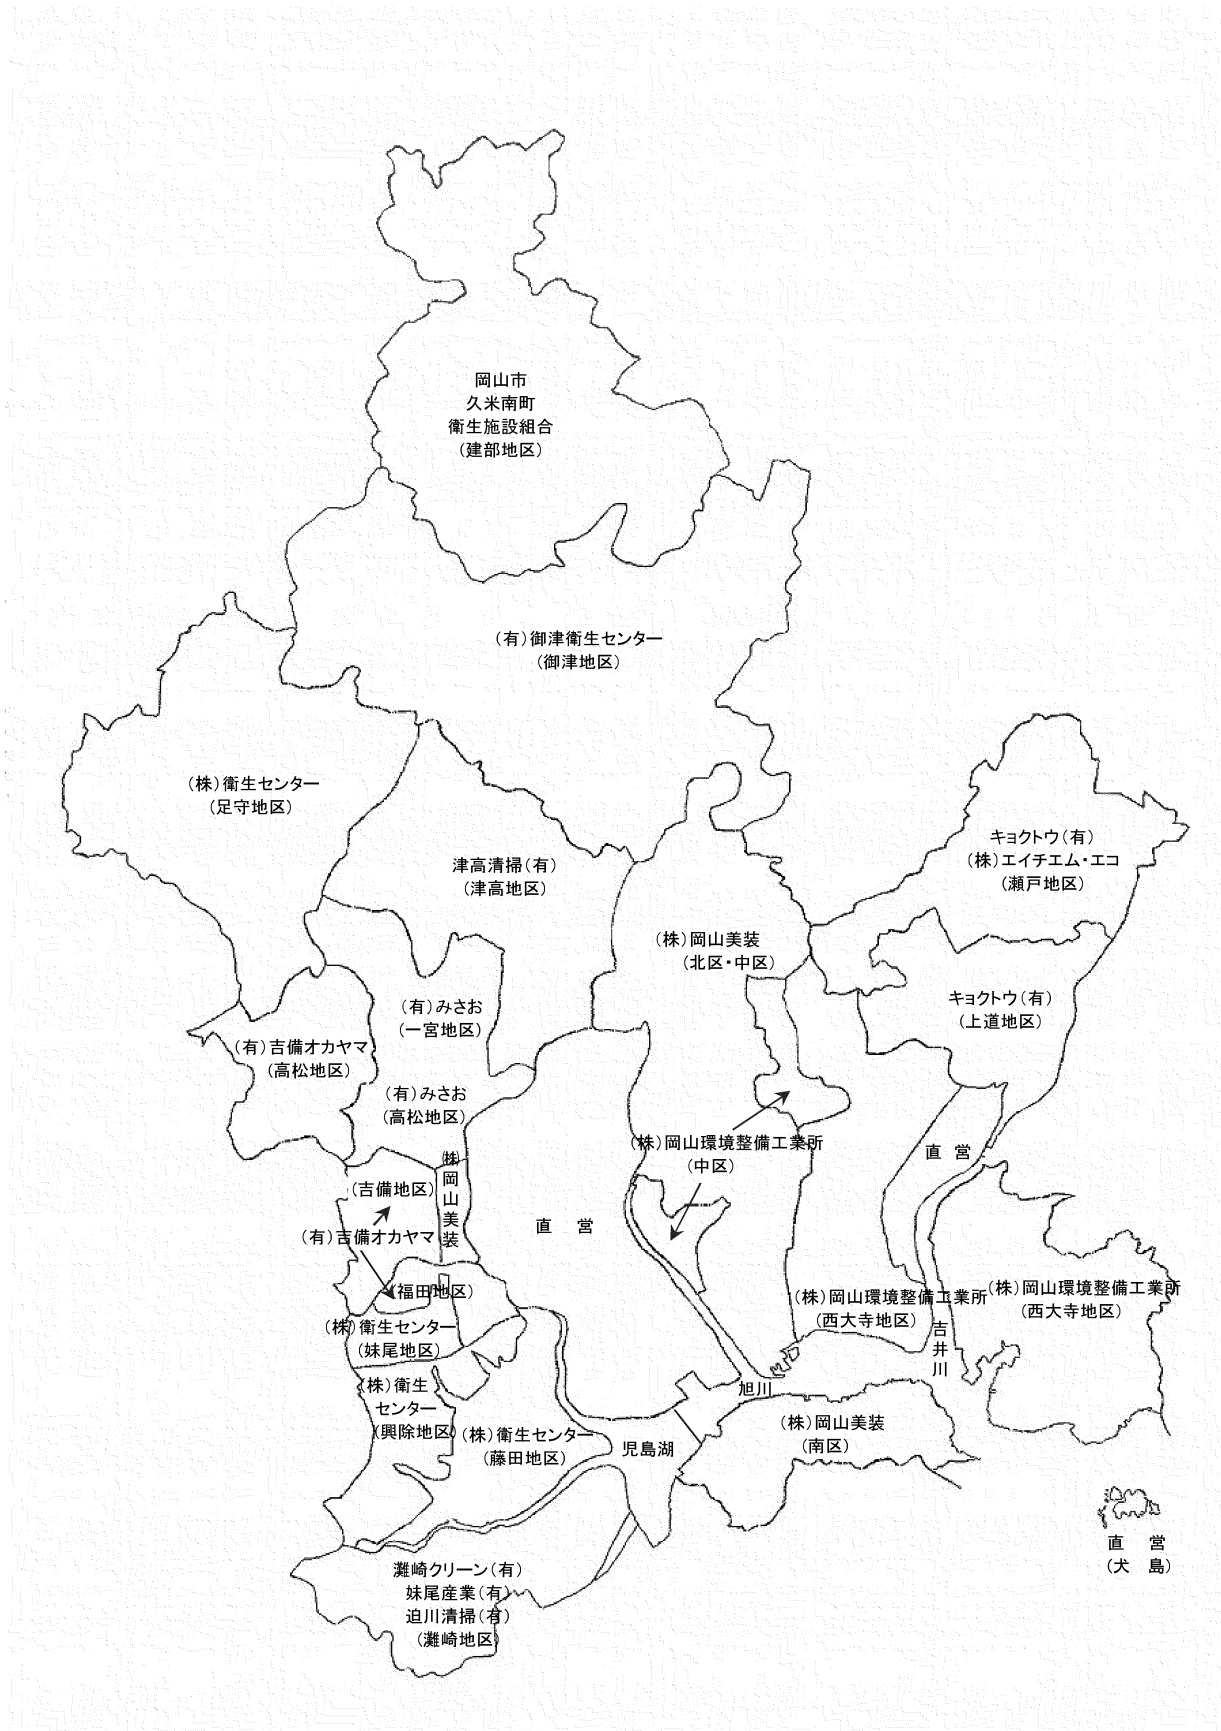 岡山市
久米南町
衛生施設組合
(建部地区)
(有)御津衛生センター
(御津地区)
(株)衛生センター
(足守地区)
津高清掃(有)
(津高地区)
キョクトウ(有)
(株)エイチエム・エコ
(瀬戸地区)
(株)岡山美装
(北区・中区)
キョクトウ(有)
(上道地区)
(有)みさお
(一宮地区)
(有)吉備オカヤマ
(高松地区)
(有)みさお
(高松地区)
(株)岡山環境整備工業所
(中区)
直 営
(株)岡山美装
(吉備地区)
(有)吉備オカヤマ
直 営
(福田地区)
(株)岡山環境整備工業所
(西大寺地区)
(株)岡山環境整備工業所
(西大寺地区)
吉井川
(株)衛生センター
(妹尾地区)
(株)衛生
センター
(興除地区)
旭川
(株)衛生センター
(藤田地区)
児島湖
(株)岡山美装
(南区)
直 営
(犬 島)
灘崎クリーン(有)
妹尾産業(有)
迫川清掃(有)
(灘崎地区)